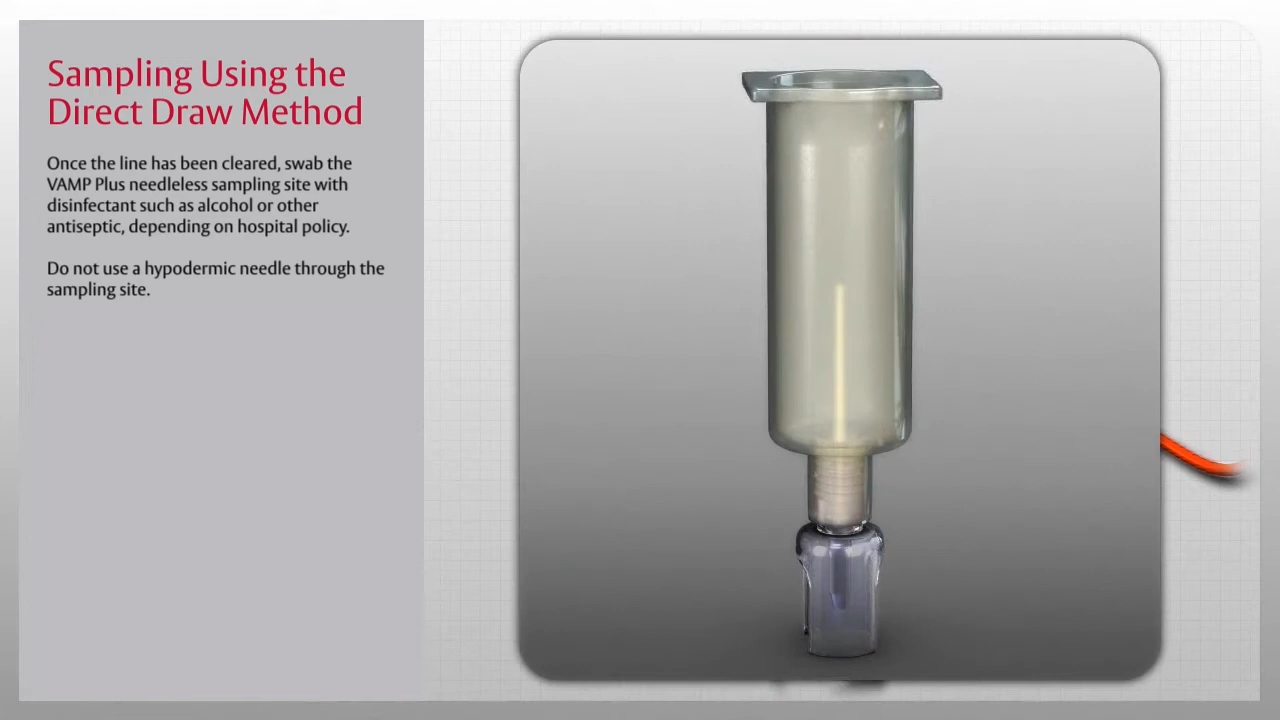 Sampling Using the
Direct Draw Method
Once the line has been cleared, swab the
VAMP Plus needleless sampling site with
disinfectant such as alcohol or other
antiseptic, depending on hospital policy.
Do not use a hypodermic needle through the
sampling site.